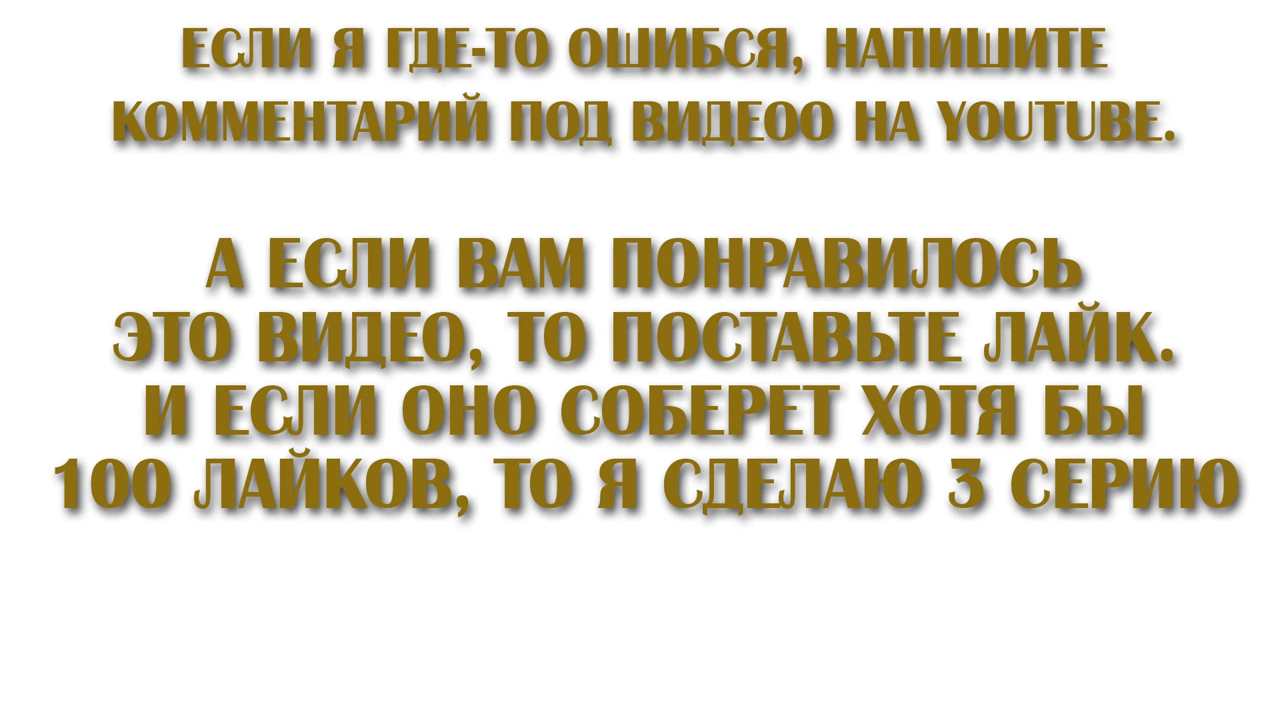 ЕСЛИ Я ГДЕ-ТО ОШИБСЯ, НАПИШИТЕ
КОММЕНТАРИЙ ПОД ВИДЕОО НА YOUTUBE.
А ЕСЛИ ВАМ ПОНРАВИЛОСЬ
ЭТО ВИДЕО, ТО ПОСТАВЬТЕ ЛАЙК.
И ЕСЛИ ОНО СОБЕРЕТ ХОТЯ БЫ
100 ЛАЙКОВ, ТО Я СДЕЛАЮ 3 СЕРИЮ